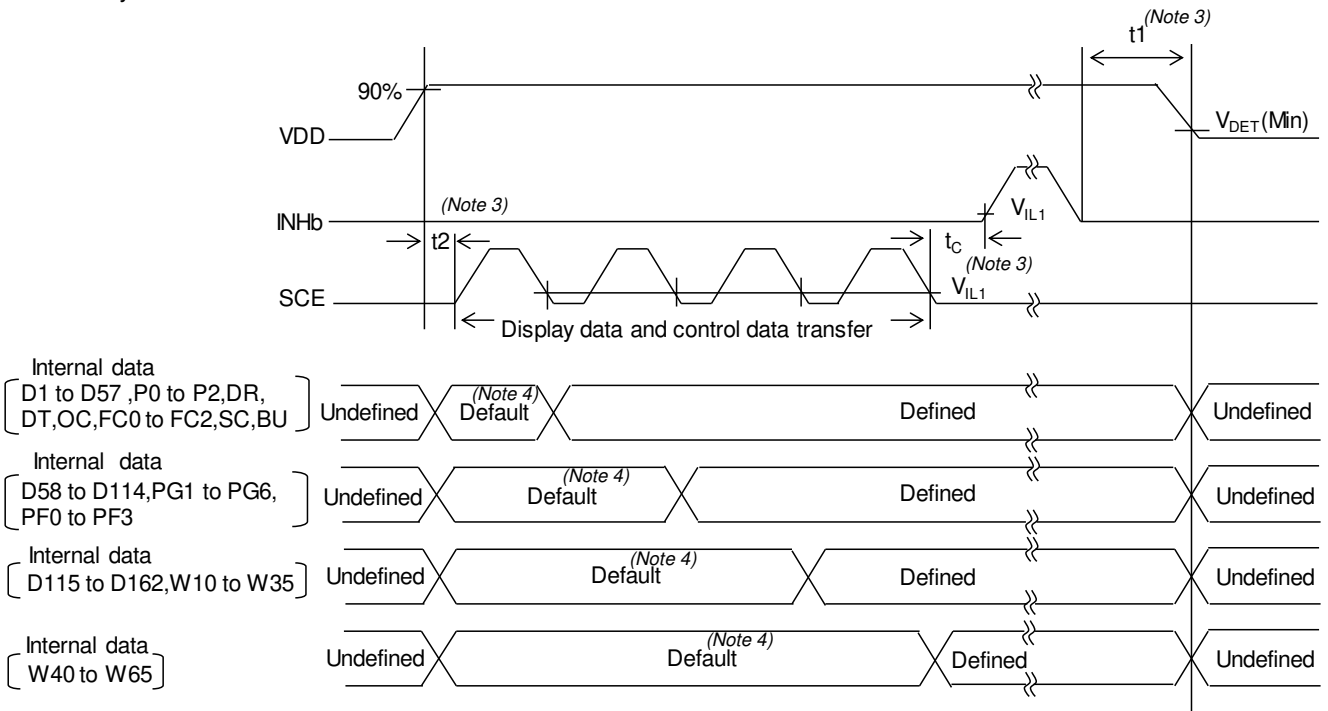 (Note 3)
t1
90%
VDD
VDET(Min)
(Note 3)
INHb
VIL1
t2
tC
(Note 3)
SCE
VIL1
Display data and control data transfer
Internal data
D1 to D57 ,P0 to P2,DR,
DT,OC,FC0 to FC2,SC,BU
Undefined
(Note 4)
Default
Defined
Undefined
Internal data
D58 to D114,PG1 to PG6,
PF0 to PF3
Undefined
(Note 4)
Default
Defined
Undefined
Internal data
D115 to D162,W10 to W35
Undefined
(Note 4)
Default
Defined
Undefined
Internal data
W40 to W65
Undefined
(Note 4)
Default
Defined
Undefined